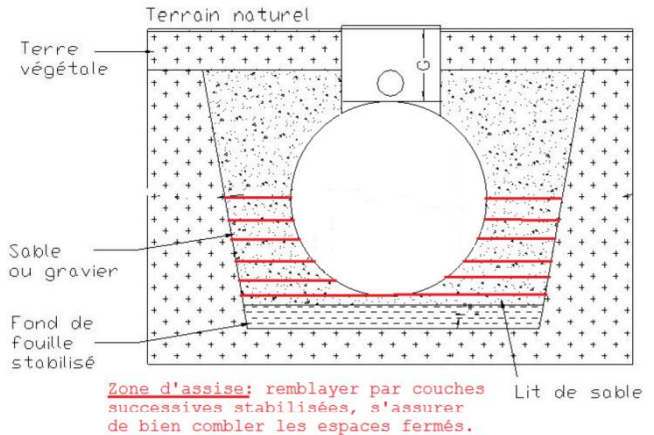 Terrain naturel
Terre
végétale
G
Sable
ou gravier
Fond de
fouille
stabilisé
Lit de sable
Zone d'assise: remblayer par couches
successives stabilisées, s'assurer
de bien combler les espaces fermés.